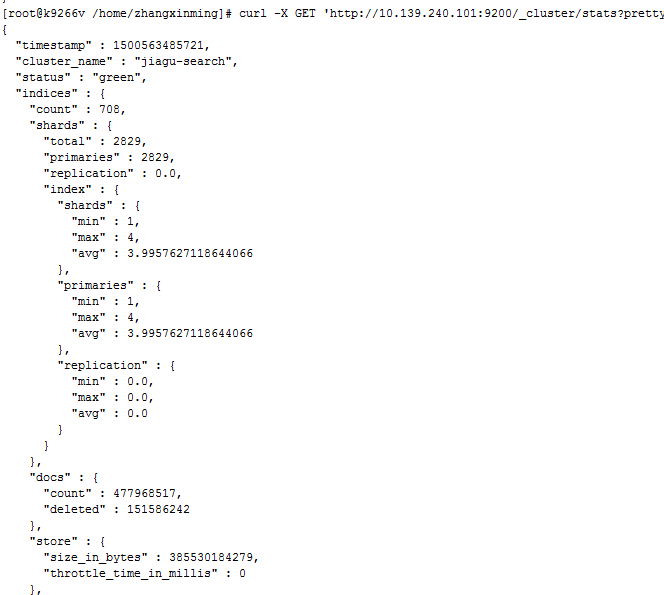 [root@k9266v /home/zhangxinming]# curl -X GET 'http://10.139.240.101:9200/_cluster/stats?pretty
{
  "timestamp" : 1500563485721,
  "cluster_name" : "jiagu-search",
  "status" : "green",
  "indices" : {
    "count" : 708,
    "shards" : {
      "total" : 2829,
      "primaries" : 2829,
      "replication" : 0.0,
      "index" : {
        "shards" : {
          "min" : 1,
          "max" : 4,
          "avg" : 3.9957627118644066
        },
        "primaries" : {
          "min" : 1,
          "max" : 4,
          "avg" : 3.9957627118644066
        },
        "replication" : {
          "min" : 0.0,
          "max" : 0.0,
          "avg" : 0.0
        }
      }
    },
    "docs" : {
      "count" : 477968517,
      "deleted" : 151586242
    },
    "store" : {
      "size_in_bytes" : 385530184279,
      "throttle_time_in_millis" : 0
    },